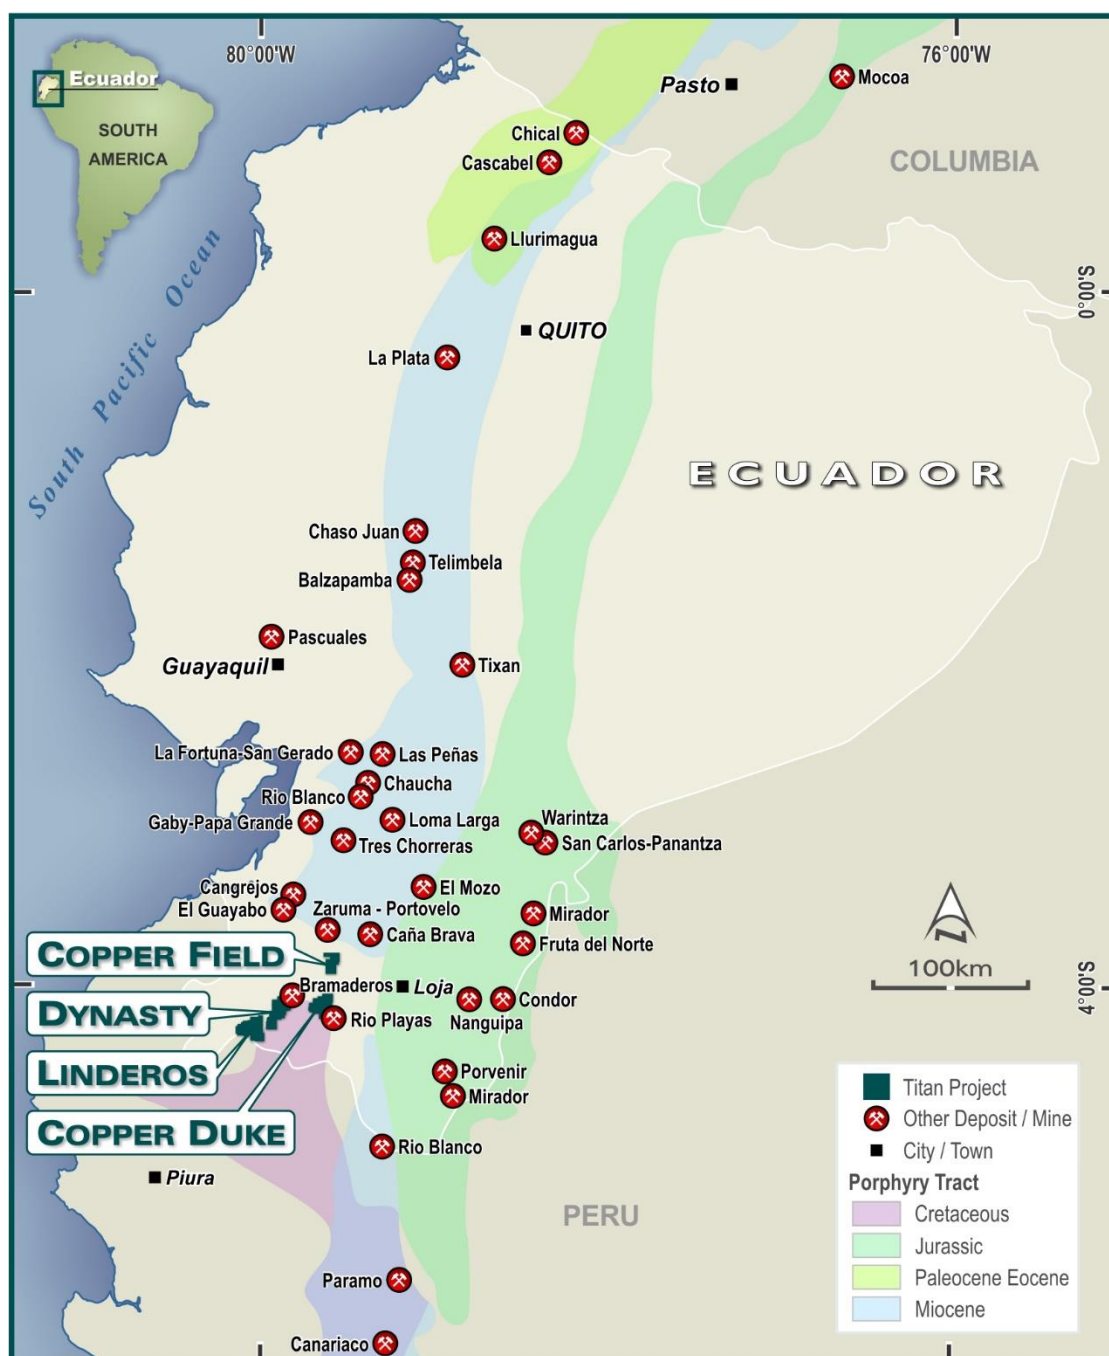 80°00'W
76°00'W
Ecuador
SOUTH
AMERICA
Pasto
Mocoa
Chical
Cascabel
COLUMBIA
Llurimagua
South Pacific Ocean
0°00'S
QUITO
La Plata
ECUADOR
Chaso Juan
Telimbela
Balzapamba
Pascuales
Guayaquil
Tixan
La Fortuna-San Gerado
Las Peñas
Chaucha
Rio Blanco
Gaby-Papa Grande
Loma Larga
Warintza
Tres Chorreras
San Carlos-Panantza
El Mozo
Cangrejos
El Guayabo
Zaruma - Portovelo
Mirador
Caña Brava
Fruta del Norte
N
100km
COPPER FIELD
Bramaderos
Loja
4°00'S
DYNASTY
Rio Playas
Nanguipa
Condor
LINDEROS
Porvenir
Mirador
COPPER DUKE
Rio Blanco
Piura
PERU
Paramo
Canariaco
Titan Project
Other Deposit / Mine
City / Town
Porphyry Tract
Cretaceous
Jurassic
Paleocene Eocene
Miocene